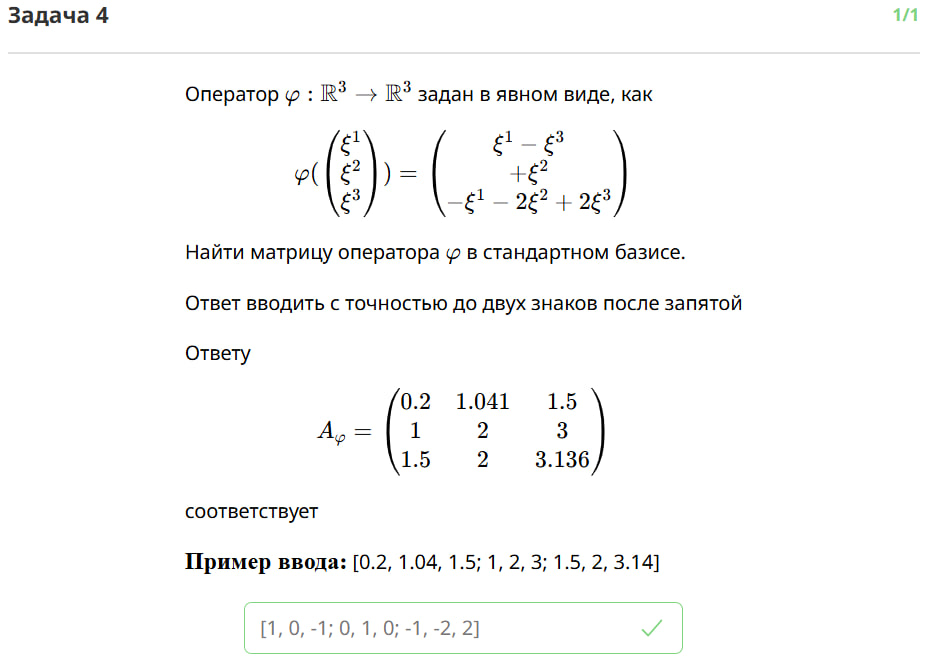 Задача 4
1/1
Оператор φ : ℝ³ → ℝ³ задан в явном виде, как
φ( ( ξ¹ ξ² ξ³ ) ) = ( ξ¹ − ξ³
+ξ²
−ξ¹ − 2ξ² + 2ξ³ )
Найти матрицу оператора φ в стандартном базисе.
Ответ вводить с точностью до двух знаков после запятой
Ответу
0.2 1.041 1.5
A_φ = ( 1 2 3 )
1.5 2 3.136
соответствует
Пример ввода: [0.2, 1.04, 1.5; 1, 2, 3; 1.5, 2, 3.14]
[1, 0, -1; 0, 1, 0; -1, -2, 2]